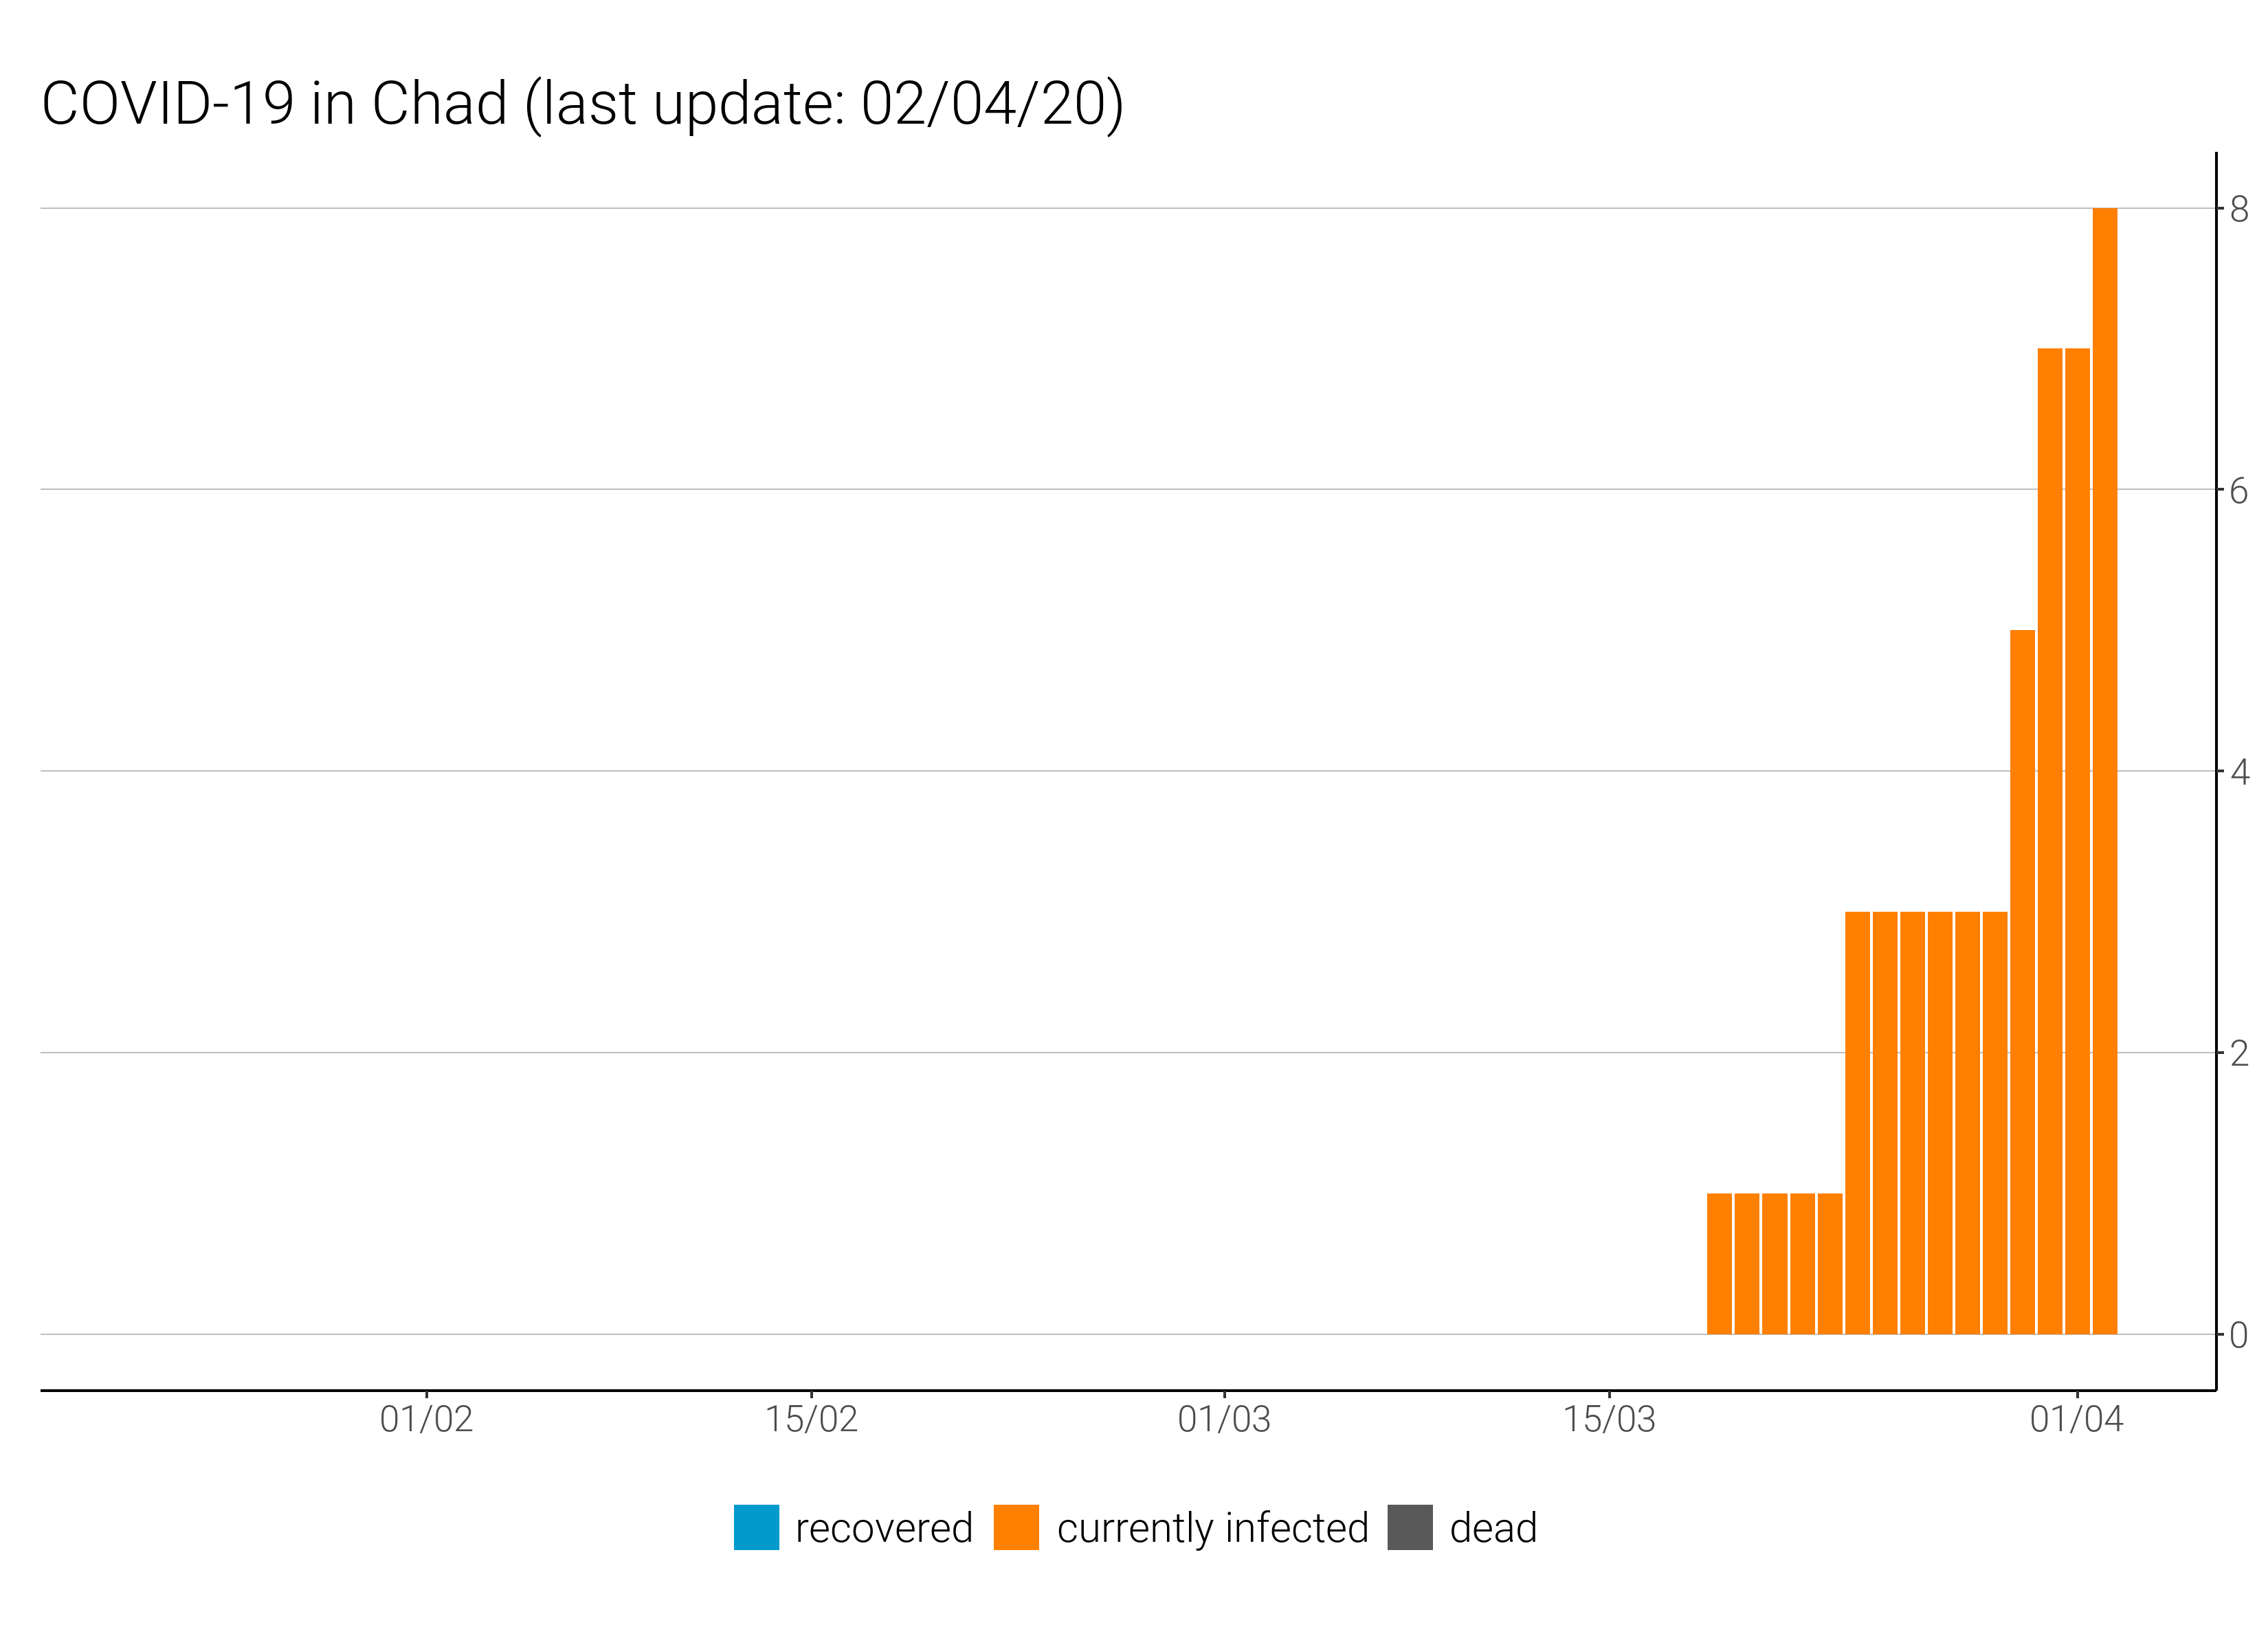 COVID-19 in Chad (last update: 02/04/20)
8
6
4
2
0
01/02 15/02 01/03 15/03 01/04
recovered currently infected dead